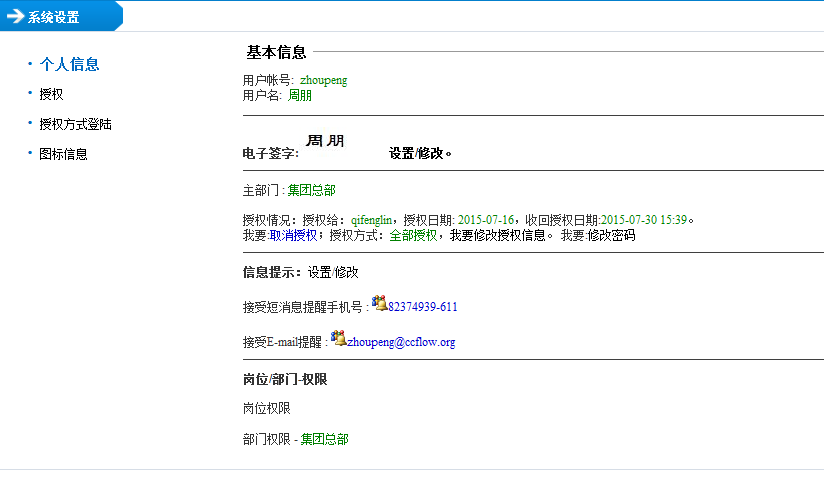 系统设置
个人信息
授权
授权方式登陆
图标信息
基本信息
用户帐号: zhoupeng
用户名: 周朋
电子签字: 周朋 设置/修改。
主部门 : 集团总部
授权情况: 授权给: qifenglin，授权日期: 2015-07-16，收回授权日期:2015-07-30 15:39。
我要:取消授权；授权方式：全部授权，我要修改授权信息。 我要:修改密码
信息提示：设置/修改
接受短消息提醒手机号 : 82374939-611
接受E-mail提醒 : zhoupeng@ccflow.org
岗位/部门-权限
岗位权限
部门权限 - 集团总部